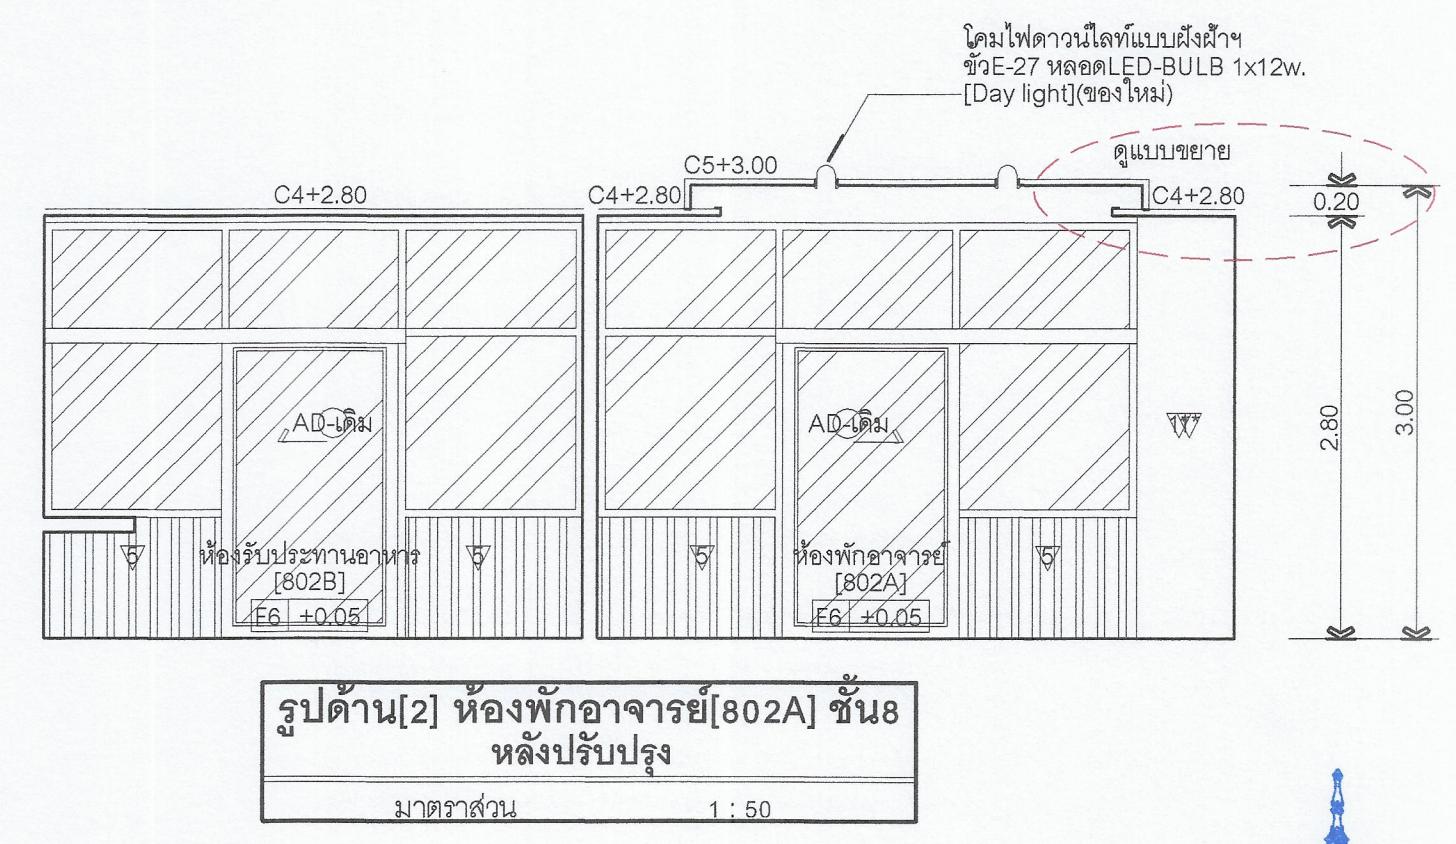 โคมไฟดาวน์ไลท์แบบฝังฝ้าฯ
ขั้วE-27 หลอดLED-BULB 1x12w.
[Day light](ของใหม่)
ดูแบบขยาย
C5+3.00
C4+2.80
C4+2.80
C4+2.80
0.20
2.80
3.00
AD-เดิม
AD-เดิม
5
5
5
5
ห้องรับประทานอาหาร
[802B]
F6 +0.05
ห้องพักอาจารย์
[802A]
F6 +0.05
รูปด้าน[2] ห้องพักอาจารย์[802A] ชั้น8
หลังปรับปรุง
มาตราส่วน 1 : 50